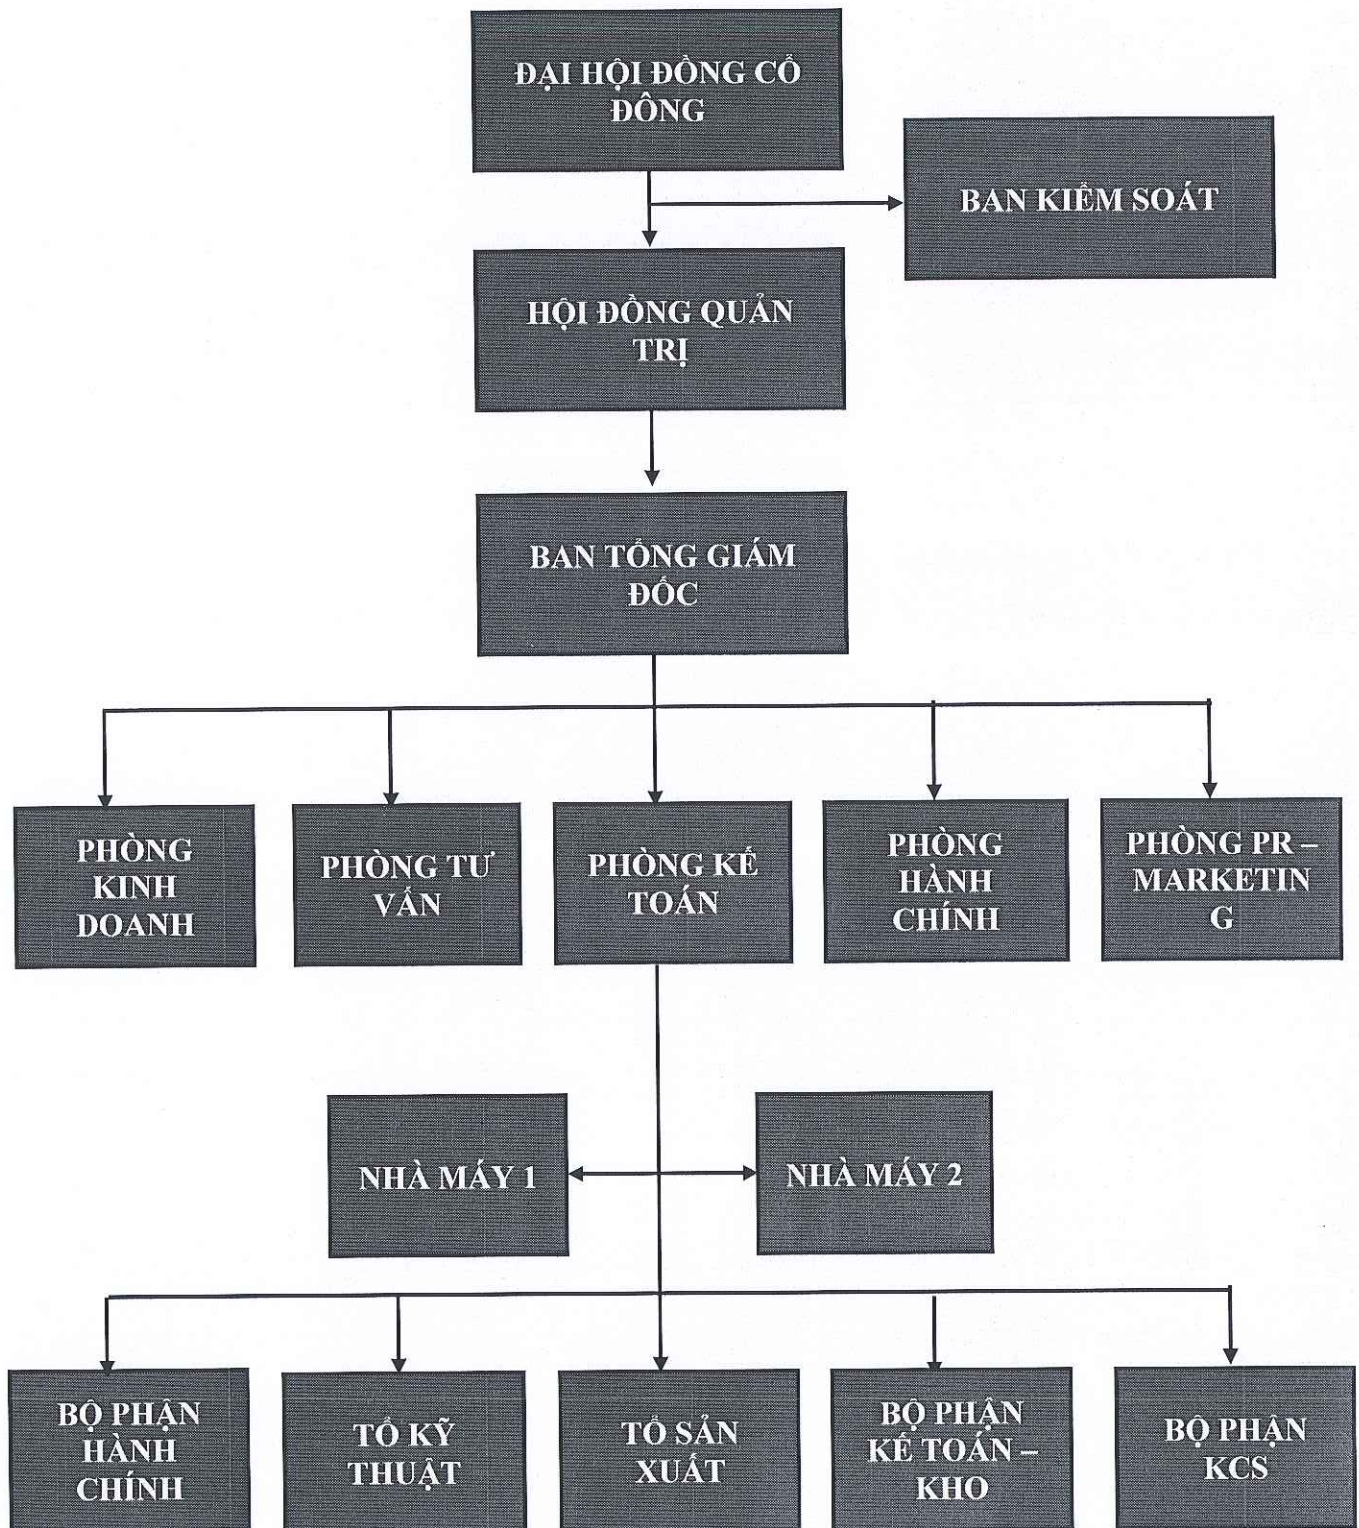 ĐẠI HỘI ĐỒNG CỔ
ĐÔNG
BAN KIỂM SOÁT
HỘI ĐỒNG QUẢN
TRỊ
BAN TỔNG GIÁM
ĐỐC
PHÒNG
KINH
DOANH
PHÒNG TƯ
VẤN
PHÒNG KẾ
TOÁN
PHÒNG
HÀNH
CHÍNH
PHÒNG PR –
MARKETIN
G
NHÀ MÁY 1
NHÀ MÁY 2
BỘ PHẬN
HÀNH
CHÍNH
TỔ KỸ
THUẬT
TỔ SẢN
XUẤT
BỘ PHẬN
KẾ TOÁN –
KHO
BỘ PHẬN
KCS